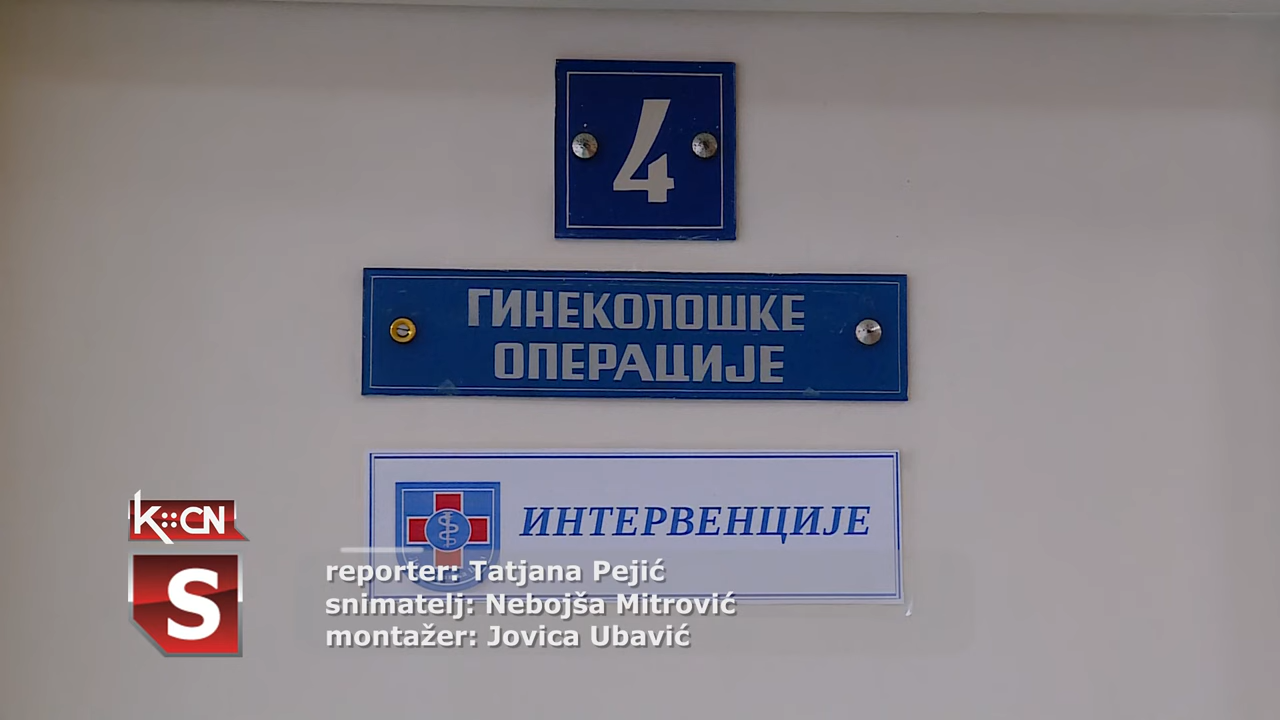 4
ГИНЕКОЛОШКЕ
ОПЕРАЦИЈЕ
ИНТЕРВЕНЦИЈЕ
K::CN
S
reporter: Tatjana Pejić
snimatelj: Nebojša Mitrović
montažer: Jovica Ubavić